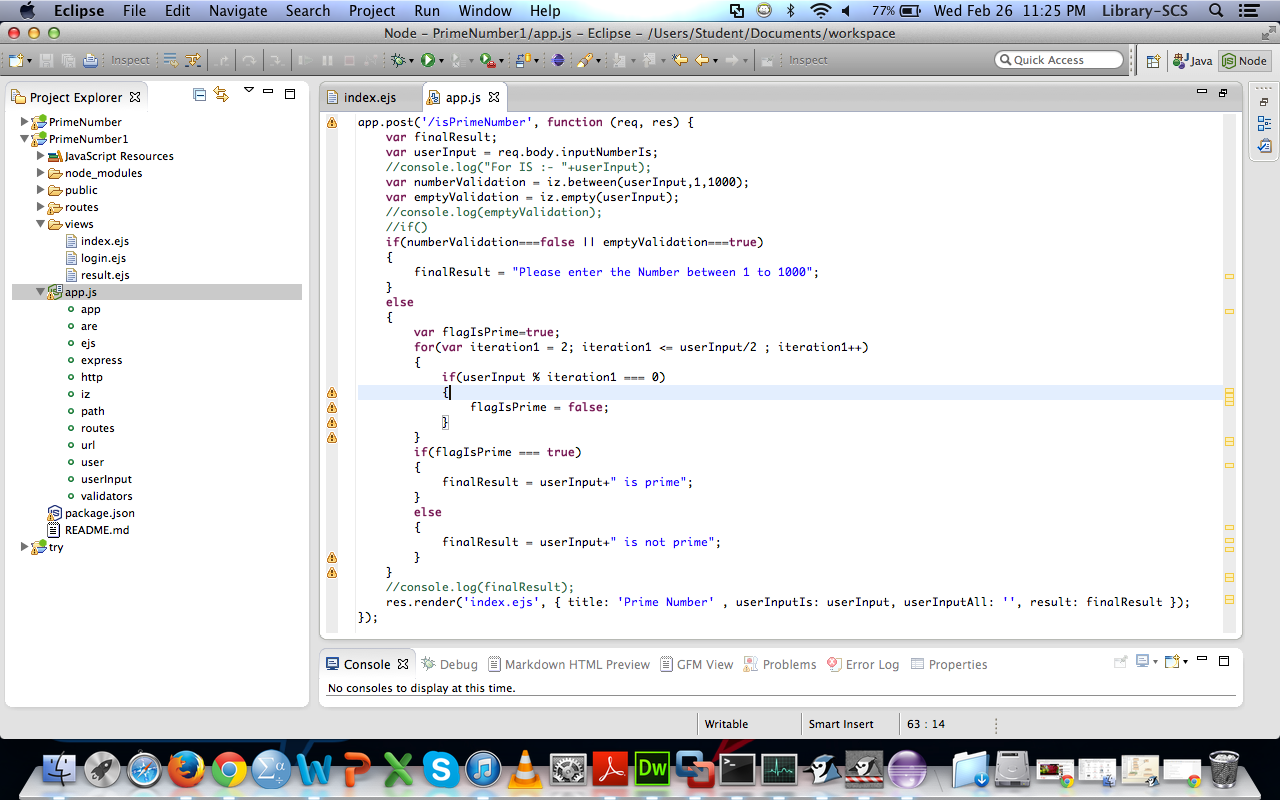 Eclipse File Edit Navigate Search Project Run Window Help 77% Wed Feb 26 11:25 PM Library-SCS
Node – PrimeNumber1/app.js – Eclipse – /Users/Student/Documents/workspace
Inspect Inspect Quick Access Java Node
Project Explorer
PrimeNumber
PrimeNumber1
JavaScript Resources
node_modules
public
routes
views
index.ejs
login.ejs
result.ejs
app.js
app
are
ejs
express
http
iz
path
routes
url
user
userInput
validators
package.json
README.md
try
index.ejs app.js
app.post('/isPrimeNumber', function (req, res) {
var finalResult;
var userInput = req.body.inputNumberIs;
//console.log("For IS :- "+userInput);
var numberValidation = iz.between(userInput,1,1000);
var emptyValidation = iz.empty(userInput);
//console.log(emptyValidation);
//if()
if(numberValidation===false || emptyValidation===true)
{
finalResult = "Please enter the Number between 1 to 1000";
}
else
{
var flagIsPrime=true;
for(var iteration1 = 2; iteration1 <= userInput/2 ; iteration1++)
{
if(userInput % iteration1 === 0)
{
flagIsPrime = false;
}
}
if(flagIsPrime === true)
{
finalResult = userInput+" is prime";
}
else
{
finalResult = userInput+" is not prime";
}
}
//console.log(finalResult);
res.render('index.ejs', { title: 'Prime Number' , userInputIs: userInput, userInputAll: '', result: finalResult });
});
Console Debug Markdown HTML Preview GFM View Problems Error Log Properties
No consoles to display at this time.
Writable Smart Insert 63 : 14
Dw